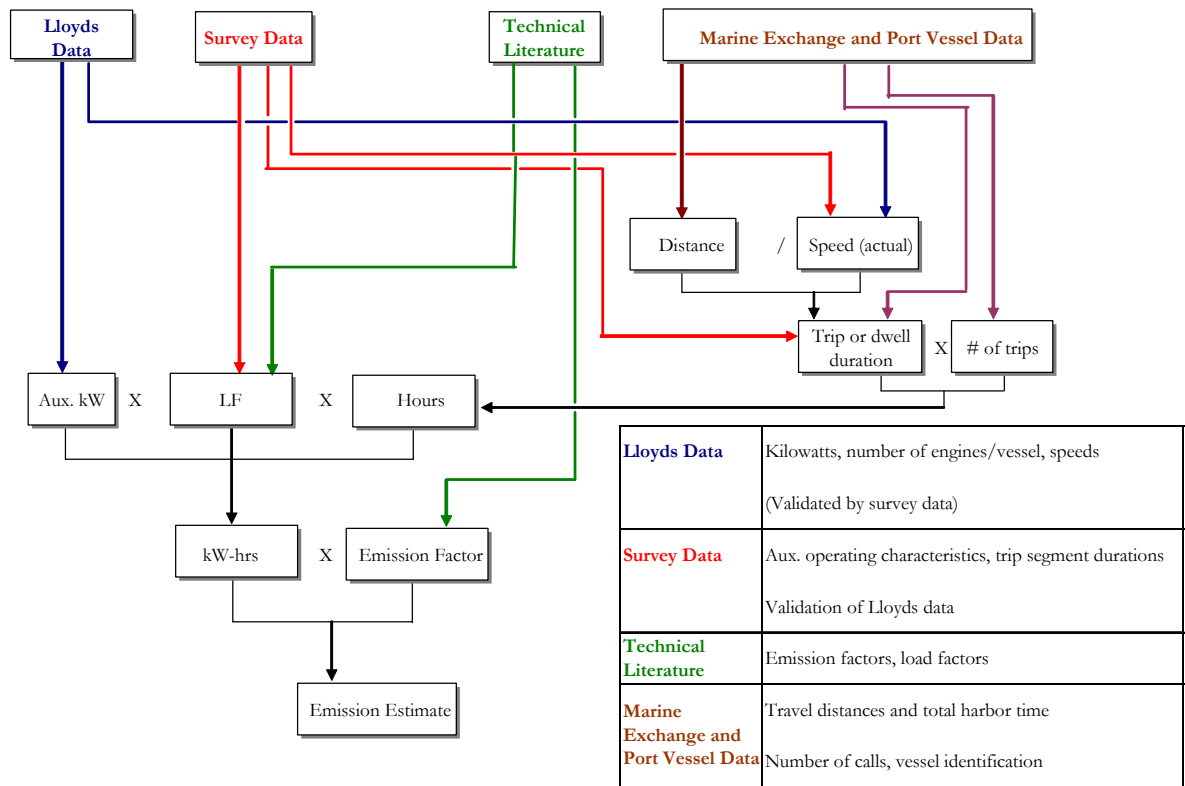 Lloyds
Data
Survey Data
Technical
Literature
Marine Exchange and Port Vessel Data
Distance
/
Speed (actual)
Trip or dwell
duration
X
# of trips
Aux. kW
X
LF
X
Hours
kW-hrs
X
Emission Factor
Emission Estimate
Lloyds Data
Kilowatts, number of engines/vessel, speeds
(Validated by survey data)
Survey Data
Aux. operating characteristics, trip segment durations
Validation of Lloyds data
Technical
Literature
Emission factors, load factors
Marine
Exchange and
Port Vessel Data
Travel distances and total harbor time
Number of calls, vessel identification